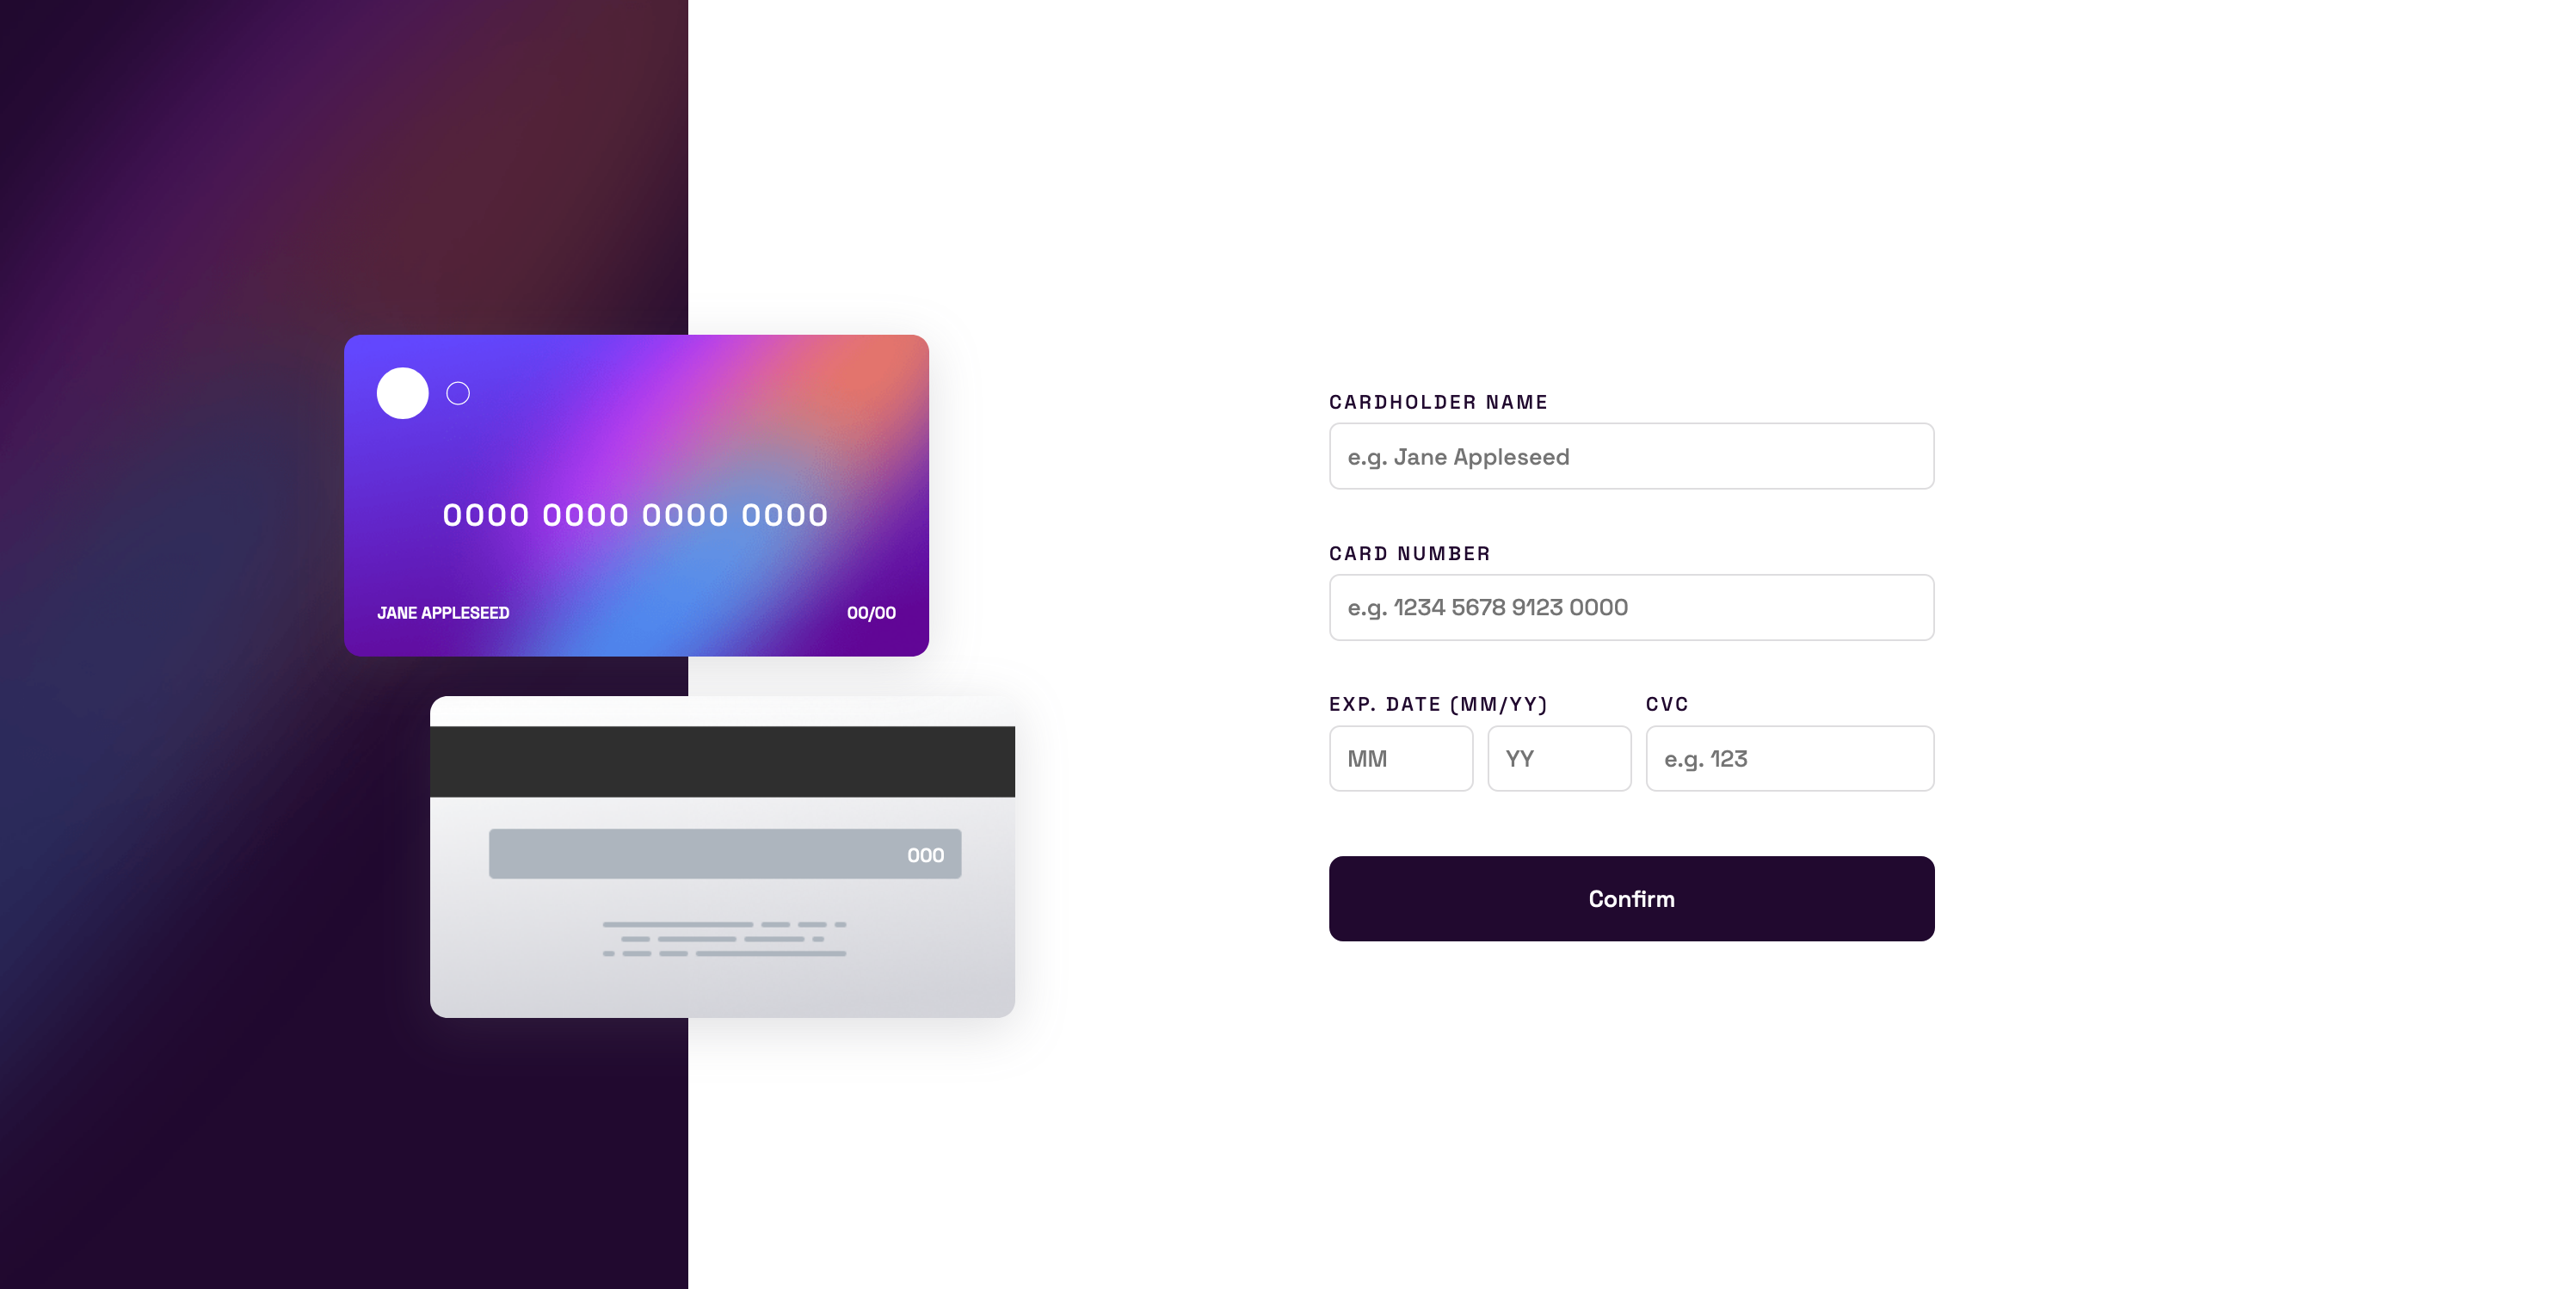 0000 0000 0000 0000
JANE APPLESEED 00/00
000
CARDHOLDER NAME
e.g. Jane Appleseed
CARD NUMBER
e.g. 1234 5678 9123 0000
EXP. DATE (MM/YY) CVC
MM YY e.g. 123
Confirm